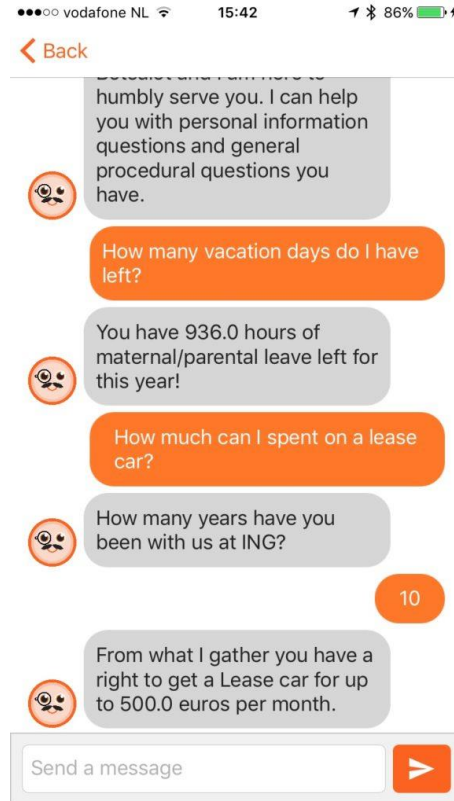 vodafone NL 15:42 86%
Back
humbly serve you. I can help
you with personal information
questions and general
procedural questions you
have.
How many vacation days do I have
left?
You have 936.0 hours of
maternal/parental leave left for
this year!
How much can I spent on a lease
car?
How many years have you
been with us at ING?
10
From what I gather you have a
right to get a Lease car for up
to 500.0 euros per month.
Send a message